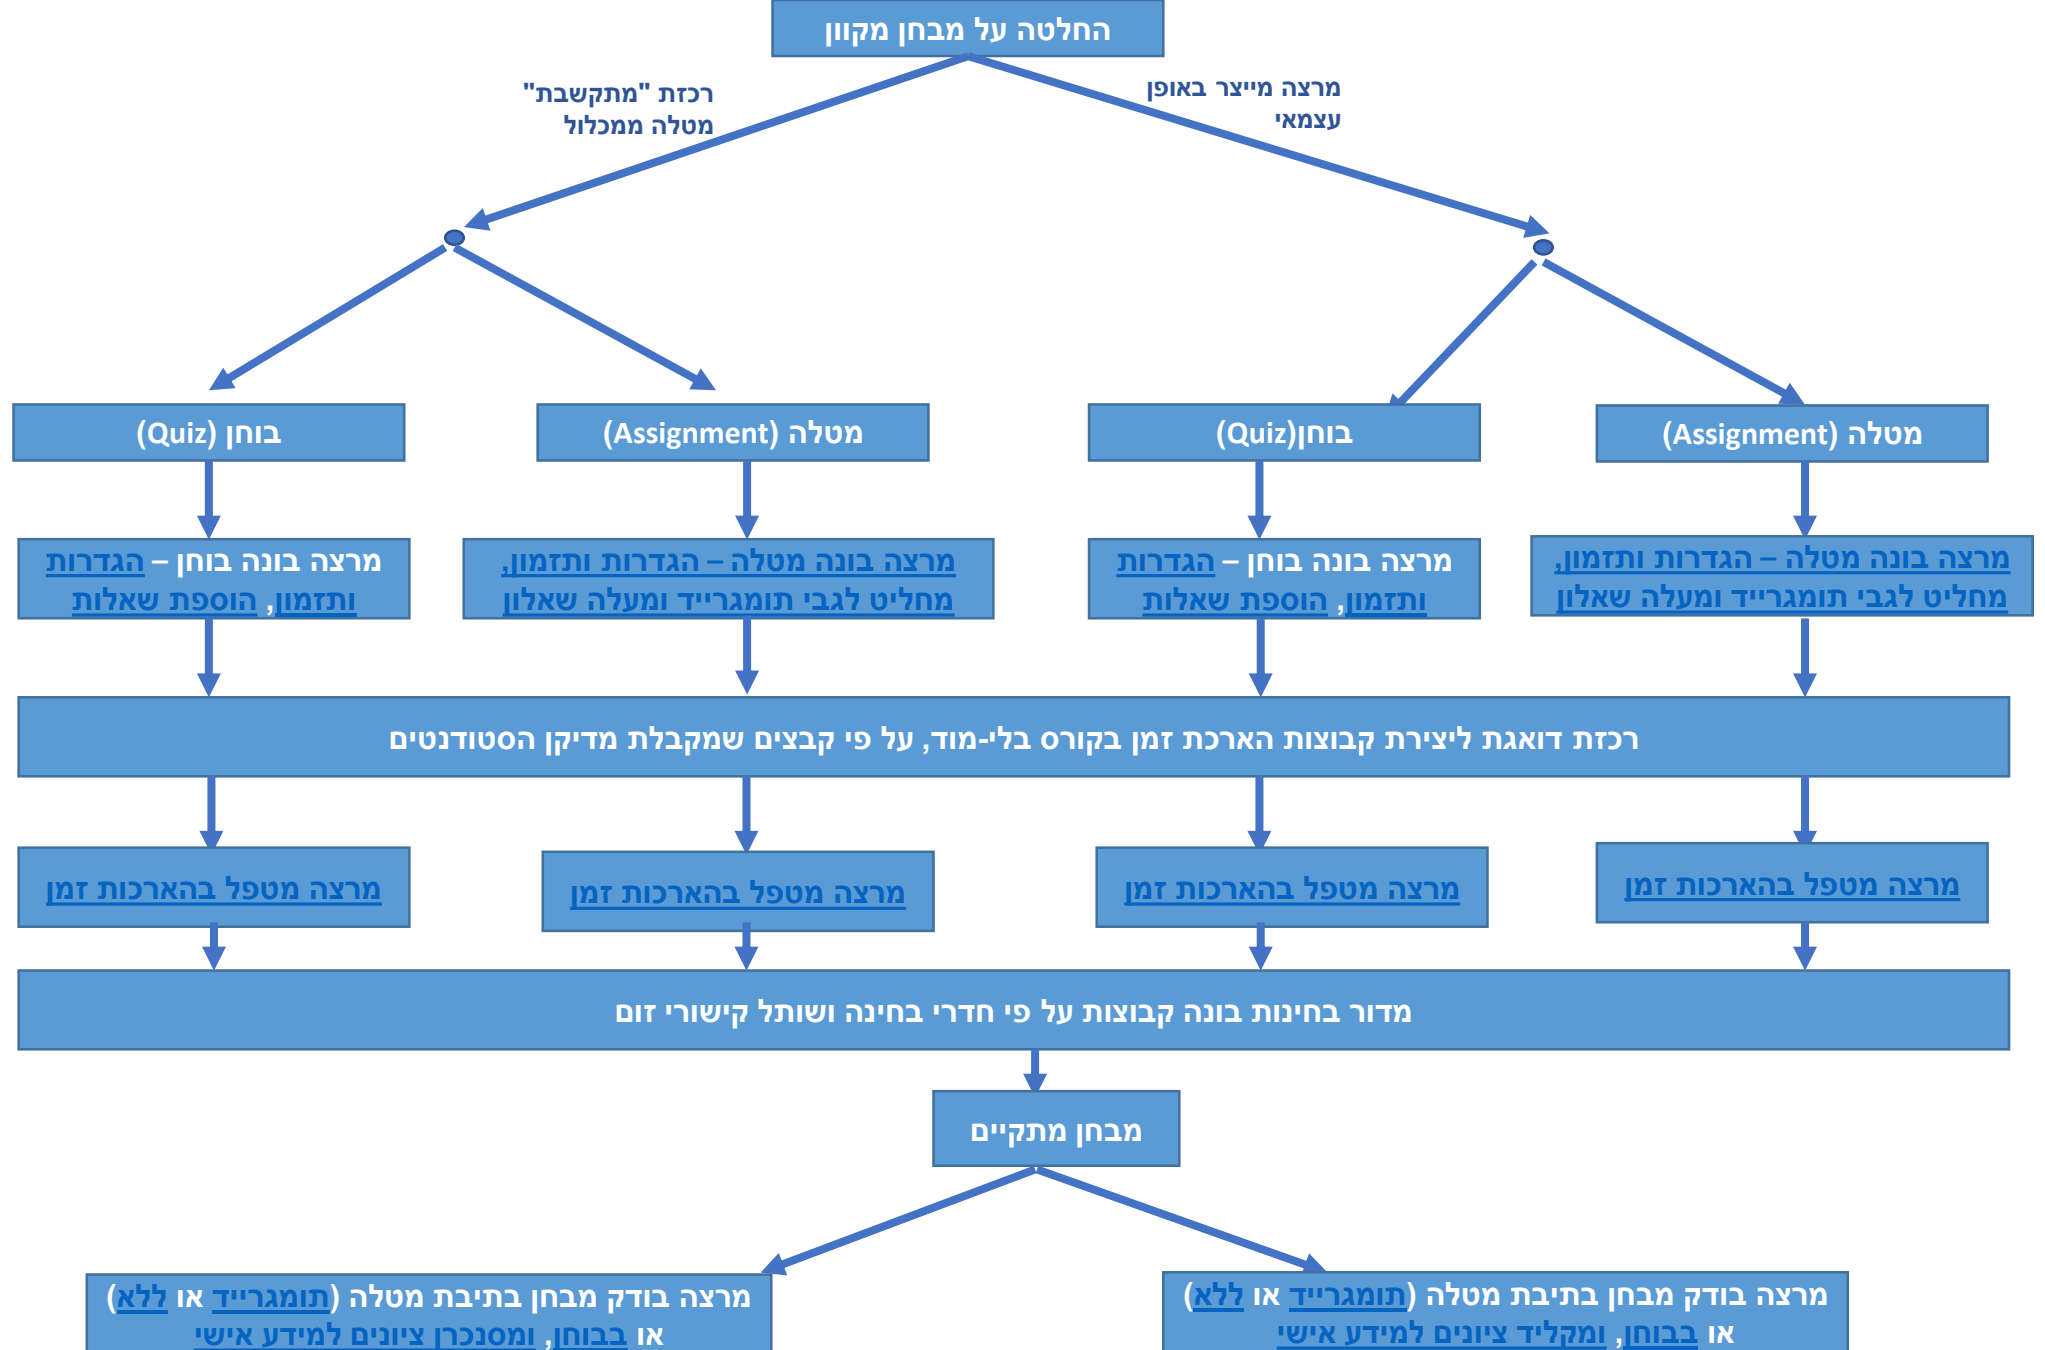 החלטה על מבחן מקוון
מרצה מייצר באופן
עצמאי
רכזת "מתקשבת"
מטלה ממכלול
מטלה (Assignment)
בוחן(Quiz)
מטלה (Assignment)
בוחן (Quiz)
מרצה בונה מטלה – הגדרות ותזמון,
מחליט לגבי תומגרייד ומעלה שאלון
מרצה בונה בוחן – הגדרות
ותזמון, הוספת שאלות
מרצה בונה מטלה – הגדרות ותזמון,
מחליט לגבי תומגרייד ומעלה שאלון
מרצה בונה בוחן – הגדרות
ותזמון, הוספת שאלות
רכזת דואגת ליצירת קבוצות הארכת זמן בקורס בלי-מוד, על פי קבצים שמקבלת מדיקן הסטודנטים
מרצה מטפל בהארכות זמן
מרצה מטפל בהארכות זמן
מרצה מטפל בהארכות זמן
מרצה מטפל בהארכות זמן
מדור בחינות בונה קבוצות על פי חדרי בחינה ושותל קישורי זום
מבחן מתקיים
מרצה בודק מבחן בתיבת מטלה (תומגרייד או ללא)
או בבוחן, ומקליד ציונים למידע אישי
מרצה בודק מבחן בתיבת מטלה (תומגרייד או ללא)
או בבוחן, ומסנכרן ציונים למידע אישי